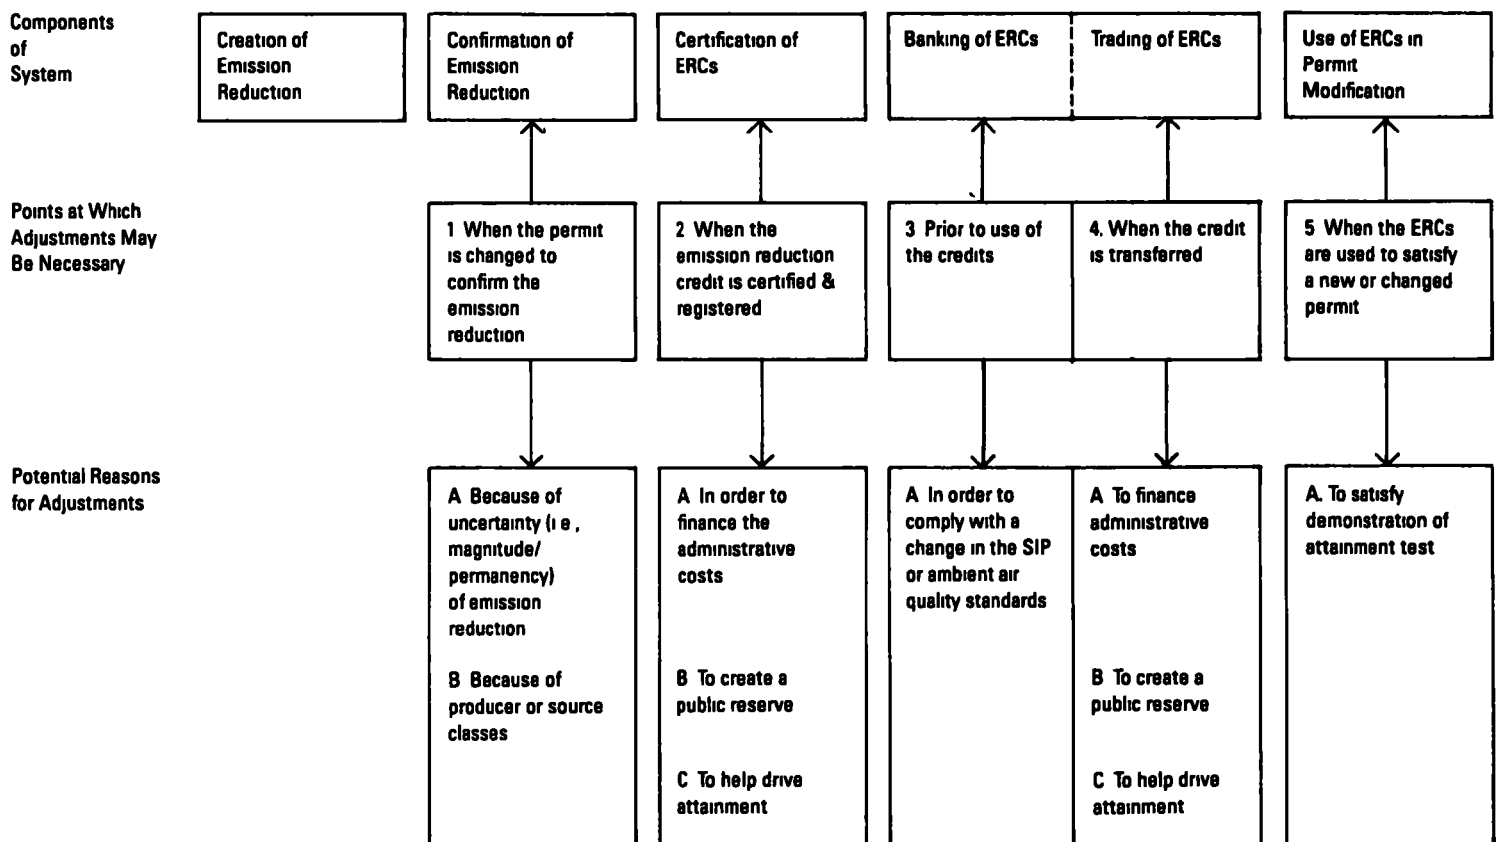 Components
of
System
Creation of
Emission
Reduction
Confirmation of
Emission
Reduction
Certification of
ERCs
Banking of ERCs
Trading of ERCs
Use of ERCs in
Permit
Modification
Points at Which
Adjustments May
Be Necessary
1 When the permit
is changed to
confirm the
emission
reduction
2 When the
emission reduction
credit is certified &
registered
3 Prior to use of
the credits
4. When the credit
is transferred
5 When the ERCs
are used to satisfy
a new or changed
permit
Potential Reasons
for Adjustments
A Because of
uncertainty (i e ,
magnitude/
permanency)
of emission
reduction
B Because of
producer or source
classes
A In order to
finance the
administrative
costs
B To create a
public reserve
C To help drive
attainment
A In order to
comply with a
change in the SIP
or ambient air
quality standards
A To finance
administrative
costs
B To create a
public reserve
C To help drive
attainment
A. To satisfy
demonstration of
attainment test